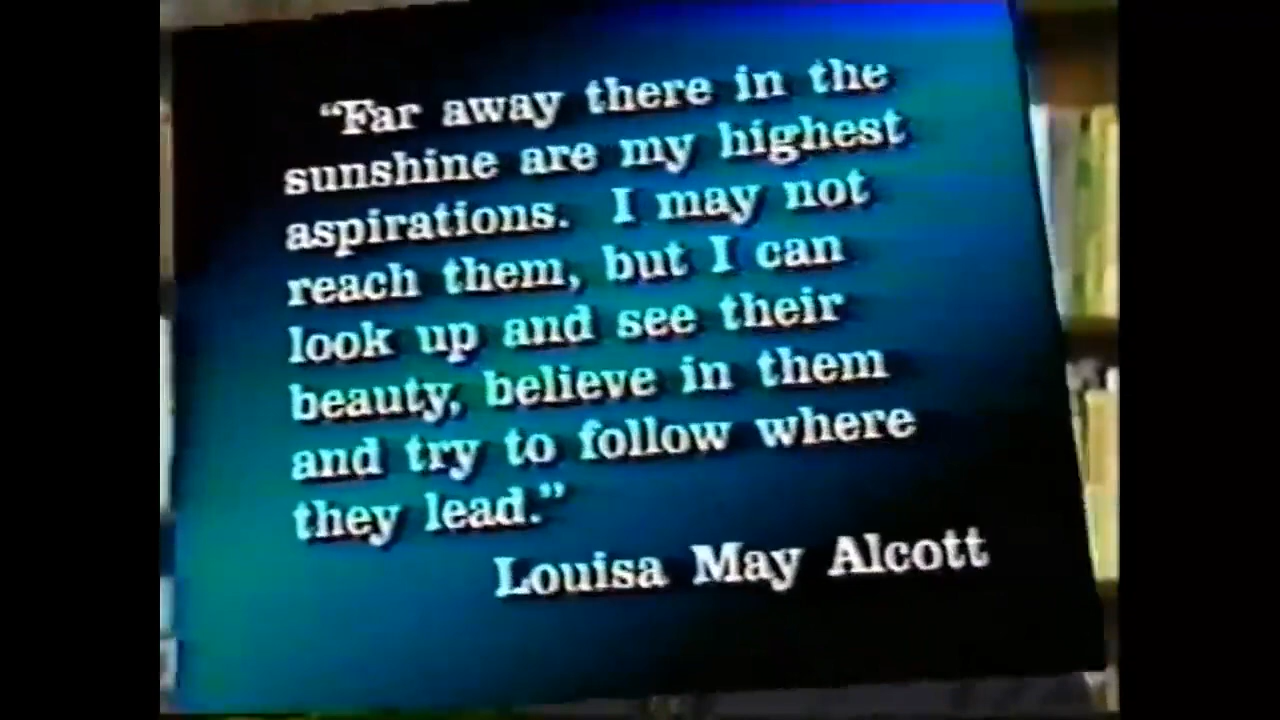 “Far away there in the
sunshine are my highest
aspirations. I may not
reach them, but I can
look up and see their
beauty, believe in them
and try to follow where
they lead.”
Louisa May Alcott